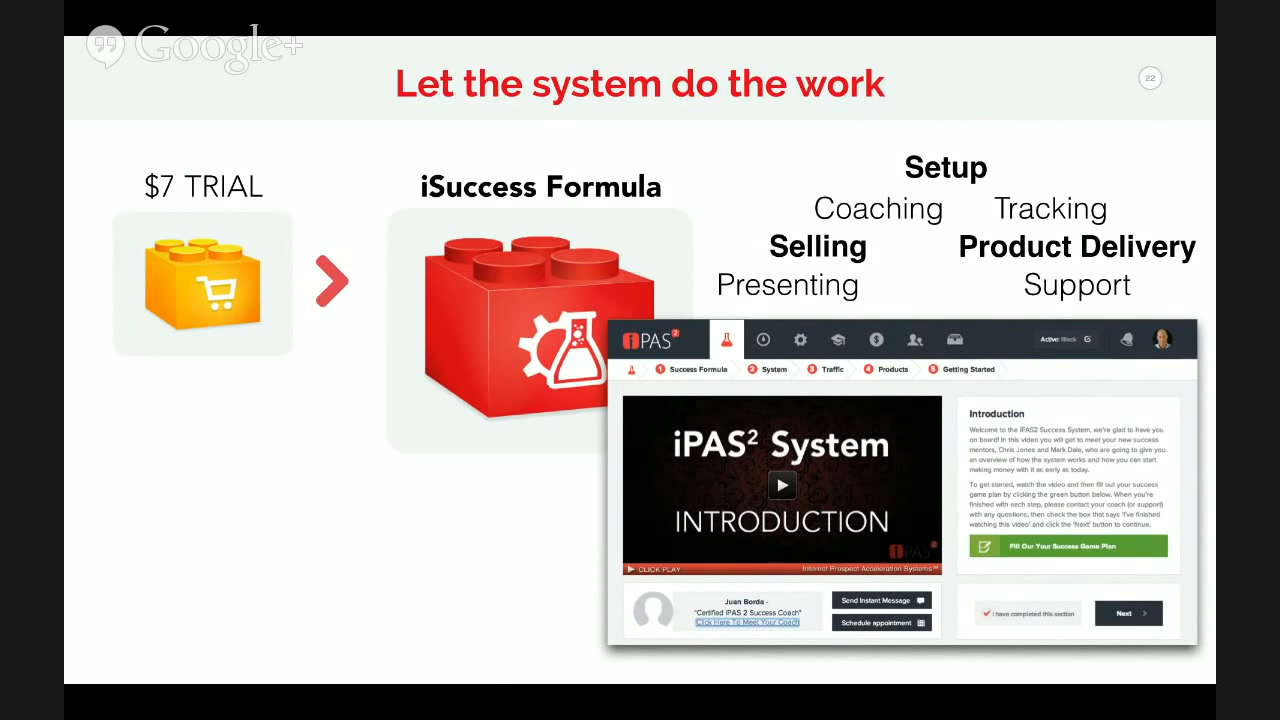 Google+
Let the system do the work
22
$7 TRIAL
iSuccess Formula
Setup
Coaching
Tracking
Selling
Product Delivery
Presenting
Support
iPAS2
Active: Black
1 Success Formula
2 System
3 Traffic
4 Products
5 Getting Started
iPAS² System
INTRODUCTION
iPAS2
CLICK PLAY
Internet Prospect Acceleration Systems™
Introduction
Welcome to the iPAS2 Success System, we're glad to have you
on board! In this video you will get to meet your new success
mentors, Chris Jones and Mark Dale, who are going to give you
an overview of how the system works and how you can start
making money with it as early as today.
To get started, watch the video and then fill out your success
game plan by clicking the green button below. When you're
finished with each step, please contact your coach (or support)
with any questions, then check the box that says 'I've finished
watching this video' and click the 'Next' button to continue.
Fill Our Your Success Game Plan
Juan Borda -
"Certified iPAS 2 Success Coach"
Click Here To Meet Your Coach
Send Instant Message
Schedule appointment
I have completed this section
Next